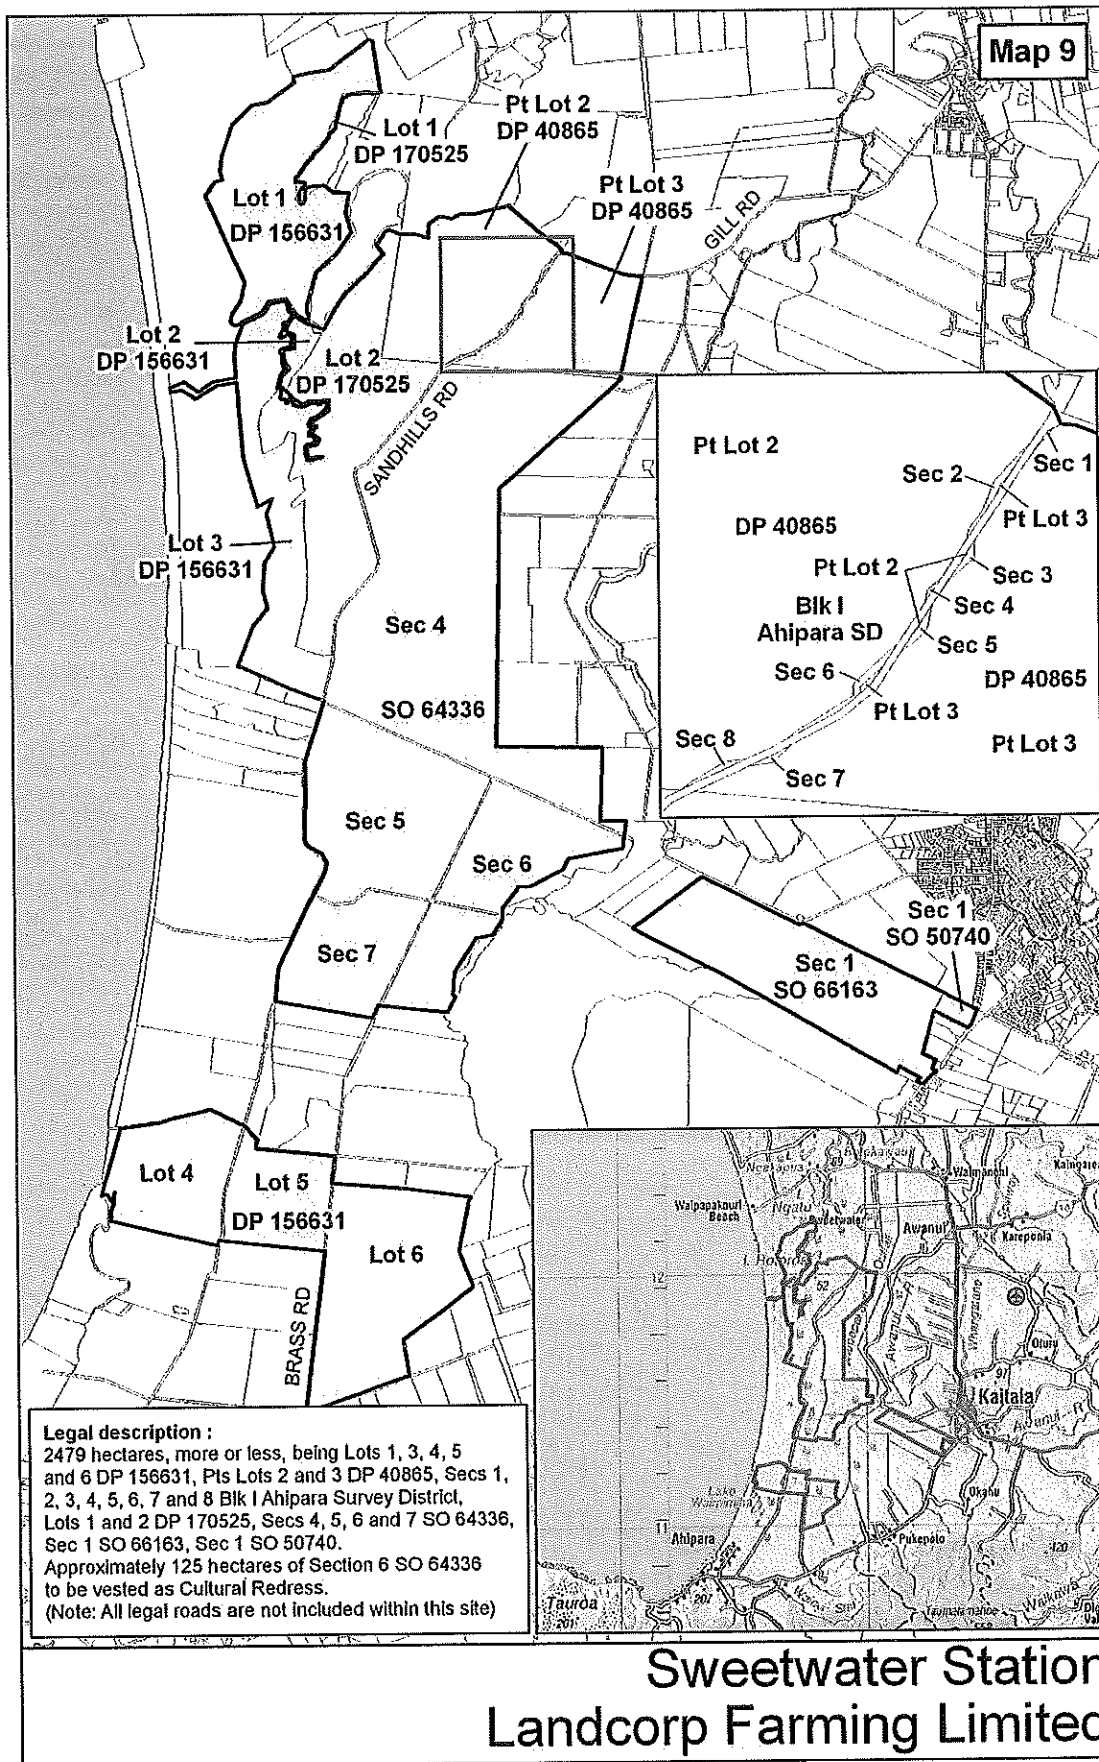 Map 9
Pt Lot 2
DP 40865
Lot 1
DP 170525
Pt Lot 3
DP 40865
Lot 1
DP 156631
GILL RD
Lot 2
DP 156631
Lot 2
DP 170525
SANDHILLS RD
Lot 3
DP 156631
Sec 4
SO 64336
Pt Lot 2
DP 40865
Blk I
Ahipara SD
Sec 1
Sec 2
Pt Lot 3
Pt Lot 2
Sec 3
Sec 4
Sec 5
Sec 6
DP 40865
Pt Lot 3
Pt Lot 3
Sec 8
Sec 7
Sec 5
Sec 6
Sec 7
Sec 1
SO 50740
Sec 1
SO 66163
Lot 4
Lot 5
DP 156631
Lot 6
BRASS RD
Waipapakauri
Beach
Ngatu
Sweetwater
Awanui
Waimanoni
Kareponia
Oturu
Kaitaia
Awanui R
Okahu
Pukepoto
Ahipara
Tauroa
Legal description :
2479 hectares, more or less, being Lots 1, 3, 4, 5
and 6 DP 156631, Pts Lots 2 and 3 DP 40865, Secs 1,
2, 3, 4, 5, 6, 7 and 8 Blk I Ahipara Survey District,
Lots 1 and 2 DP 170525, Secs 4, 5, 6 and 7 SO 64336,
Sec 1 SO 66163, Sec 1 SO 50740.
Approximately 125 hectares of Section 6 SO 64336
to be vested as Cultural Redress.
(Note: All legal roads are not included within this site)
Sweetwater Station
Landcorp Farming Limited